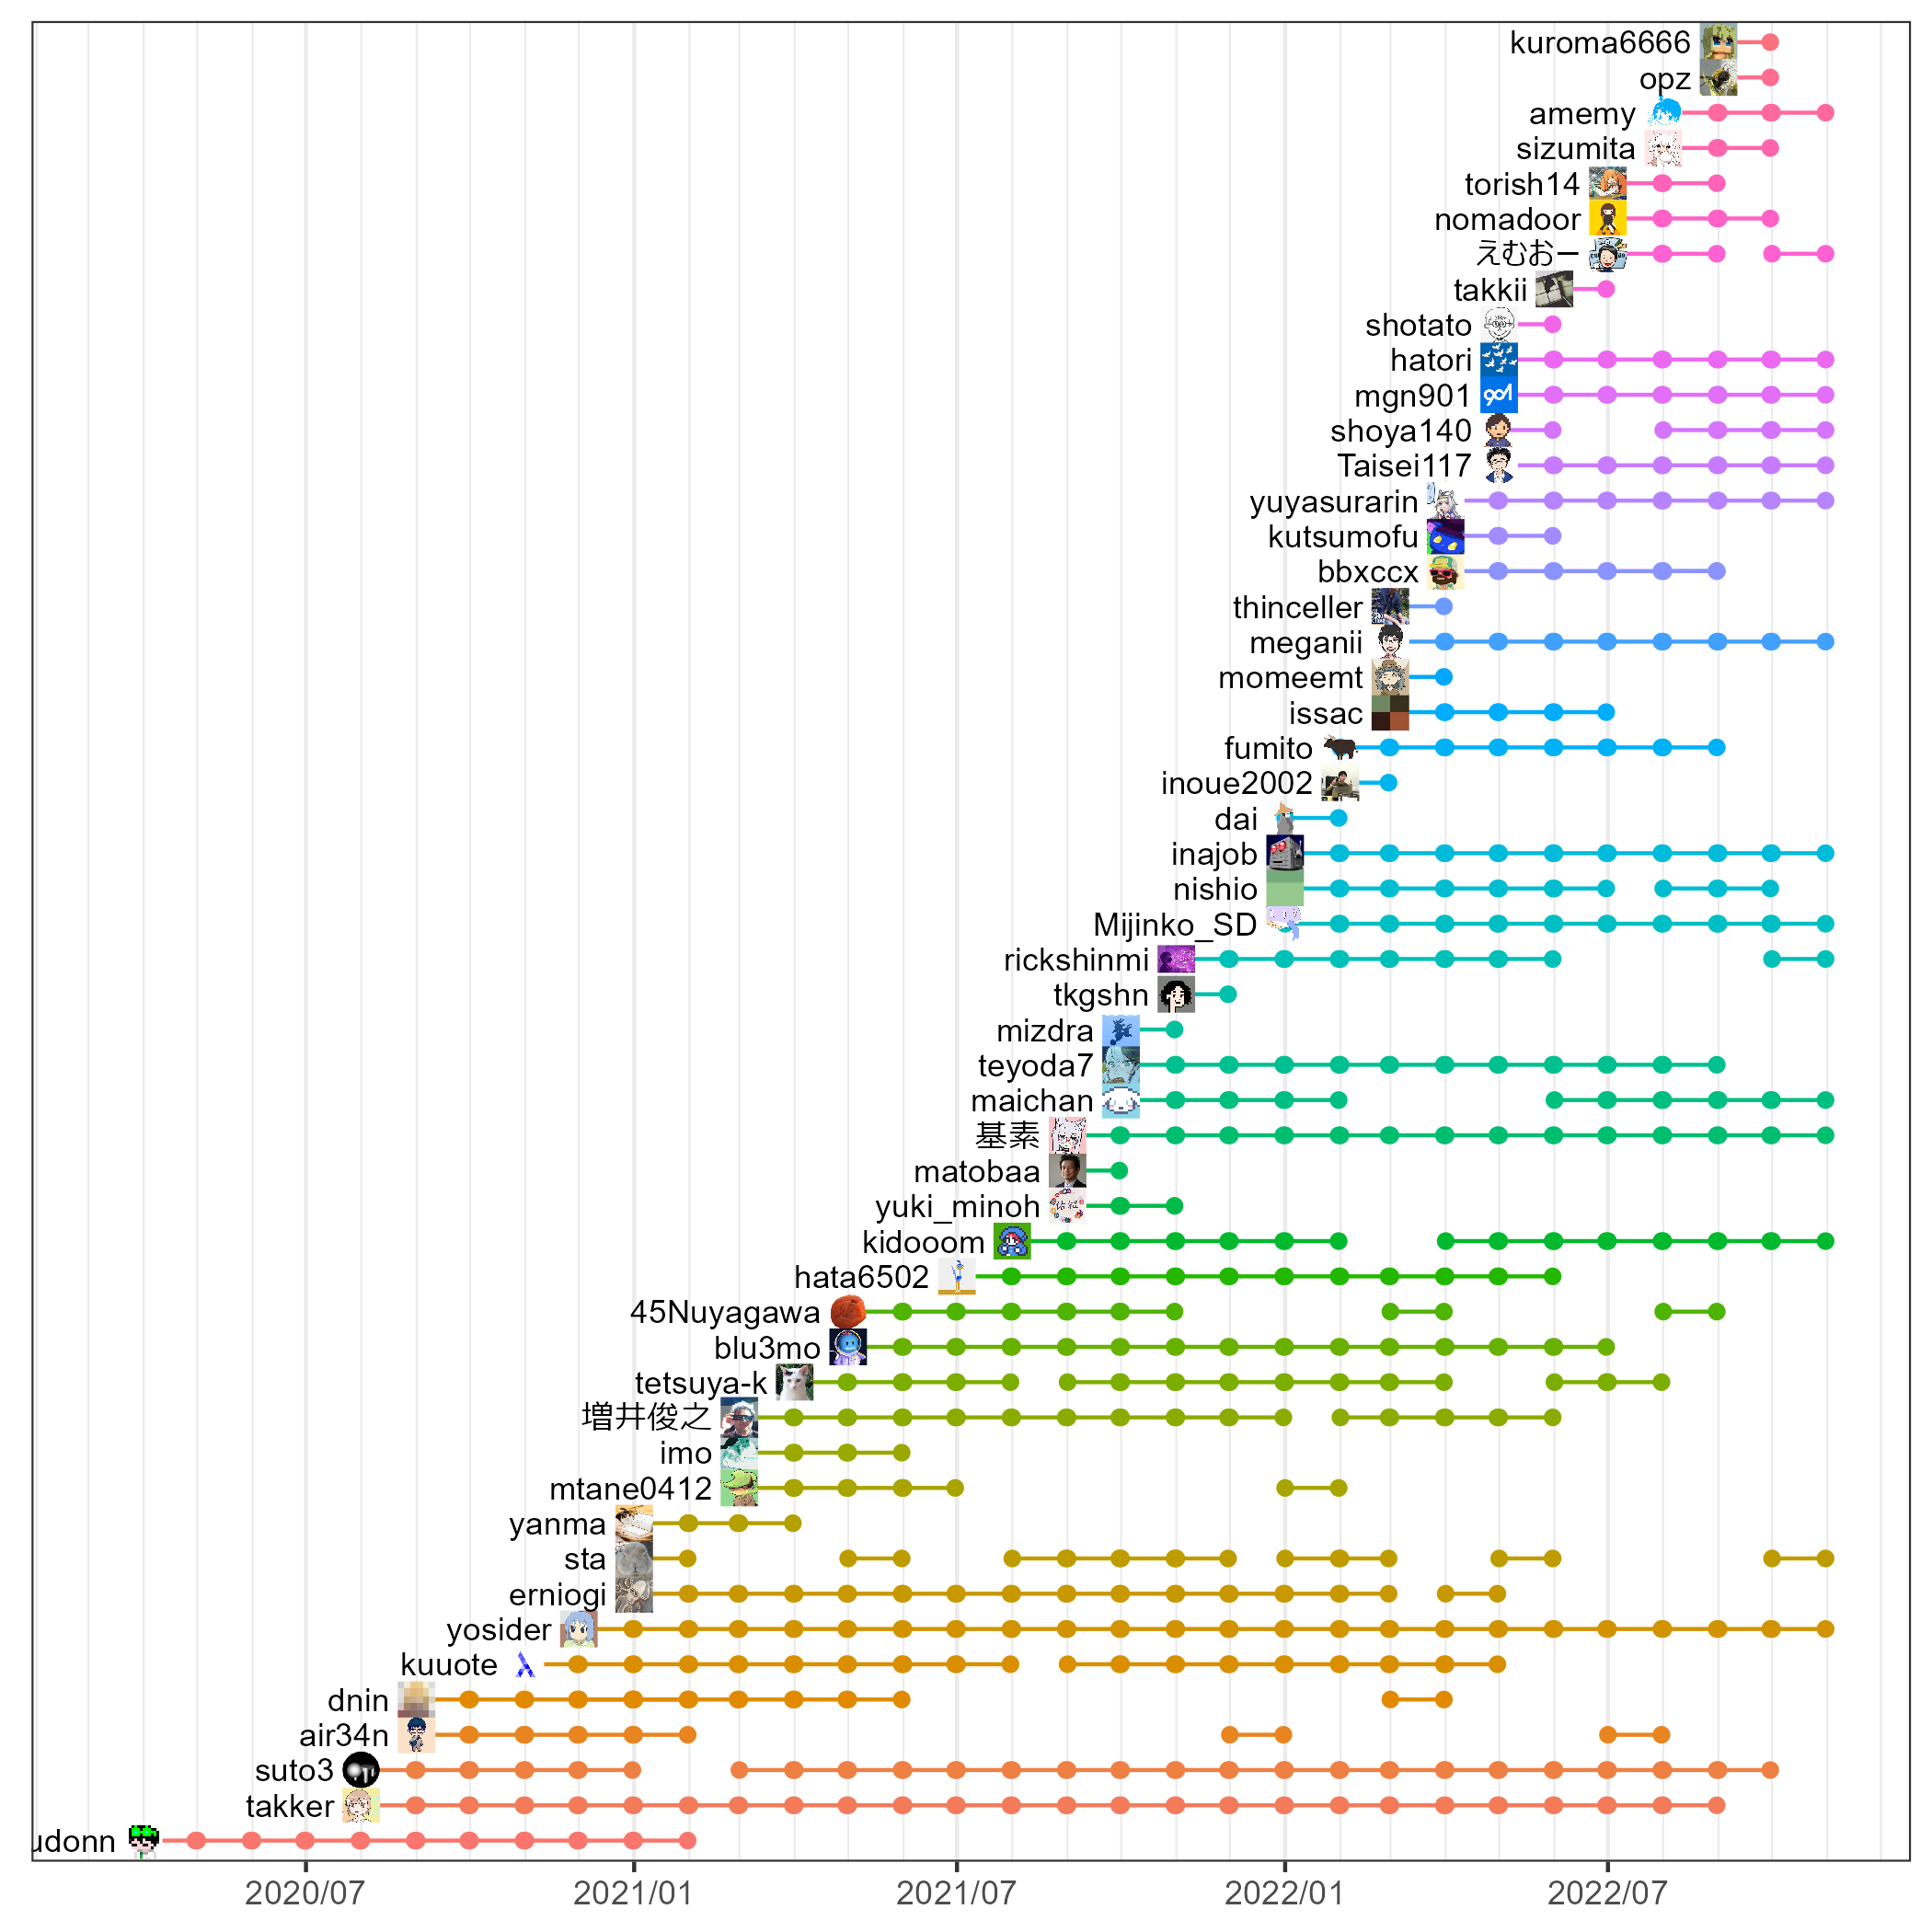 kuroma6666
opz
amemy
sizumita
torish14
nomadoor
えむおー
takkii
shotato
hatori
mgn901
901
shoya140
Taisei117
yuyasurarin
kutsumofu
bbxccx
thinceller
meganii
momeemt
issac
fumito
inoue2002
dai
inajob
nishio
Mijinko_SD
rickshinmi
tkgshn
mizdra
teyoda7
maichan
基素
matobaa
yuki_minoh
kidooom
hata6502
45Nuyagawa
blu3mo
tetsuya-k
増井俊之
imo
mtane0412
yanma
sta
erniogi
yosider
kuuote
dnin
air34n
suto3
takker
udonn
2020/07 2021/01 2021/07 2022/01 2022/07